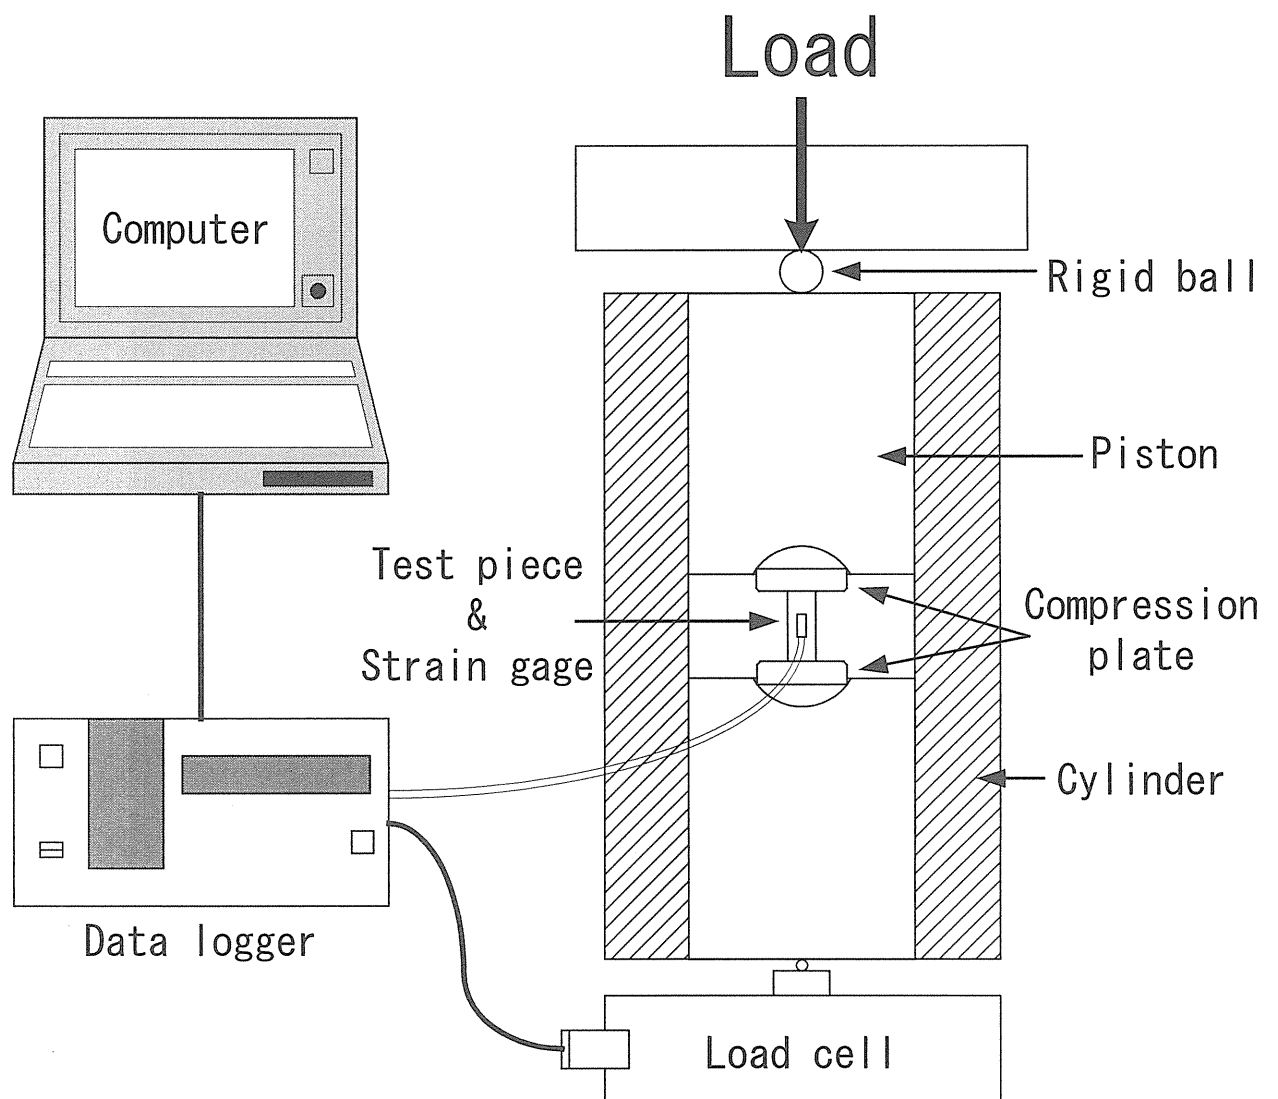 Load
Computer
Rigid ball
Piston
Test piece
&
Strain gage
Compression
plate
Cylinder
Data logger
Load cell